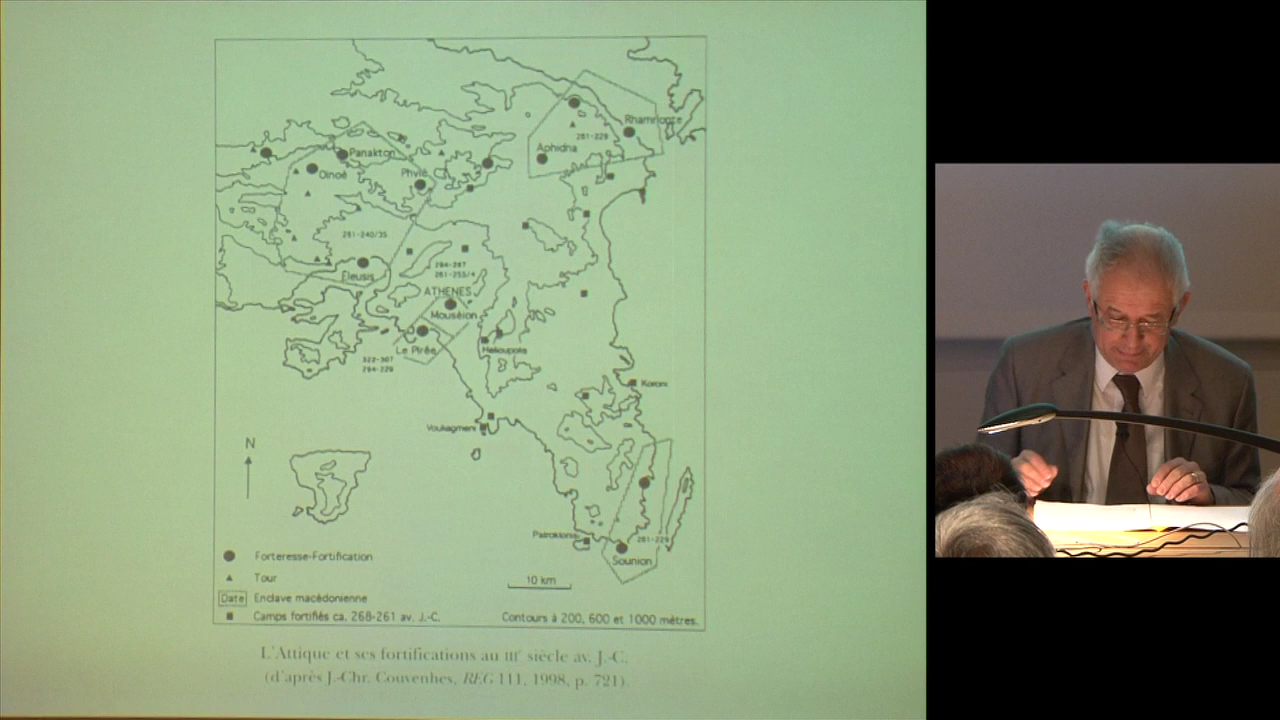 Rhamnonte
261-229
Aphidna
Panakton
Oinoé
Phylè
261-240/35
Éleusis
294-287
261-255/4
ATHENES
Mouséion
Le Pirée
Helioupolis
322-307
294-229
Koroni
Voukagmeni
N
Patroklonis
261-229
Sounion
Forteresse-Fortification
Tour
10 km
Date Enclave macédonienne
Camps fortifiés ca. 268-261 av. J.-C.
Contours à 200, 600 et 1000 mètres.
L'Attique et ses fortifications au IIIe siècle av. J.-C.
(d'après J.-Chr. Couvenhes, REG 111, 1998, p. 721).